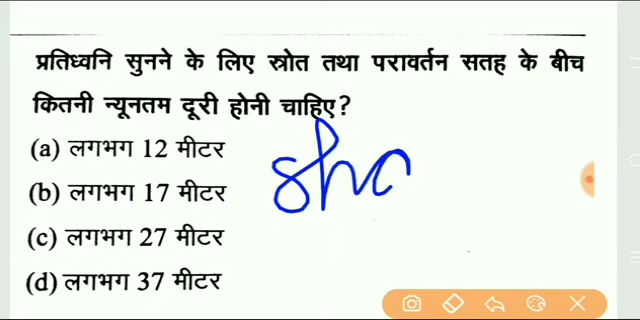 प्रतिध्वनि सुनने के लिए स्रोत तथा परावर्तन सतह के बीच
कितनी न्यूनतम दूरी होनी चाहिए?
(a) लगभग 12 मीटर
(b) लगभग 17 मीटर
(c) लगभग 27 मीटर
(d) लगभग 37 मीटर